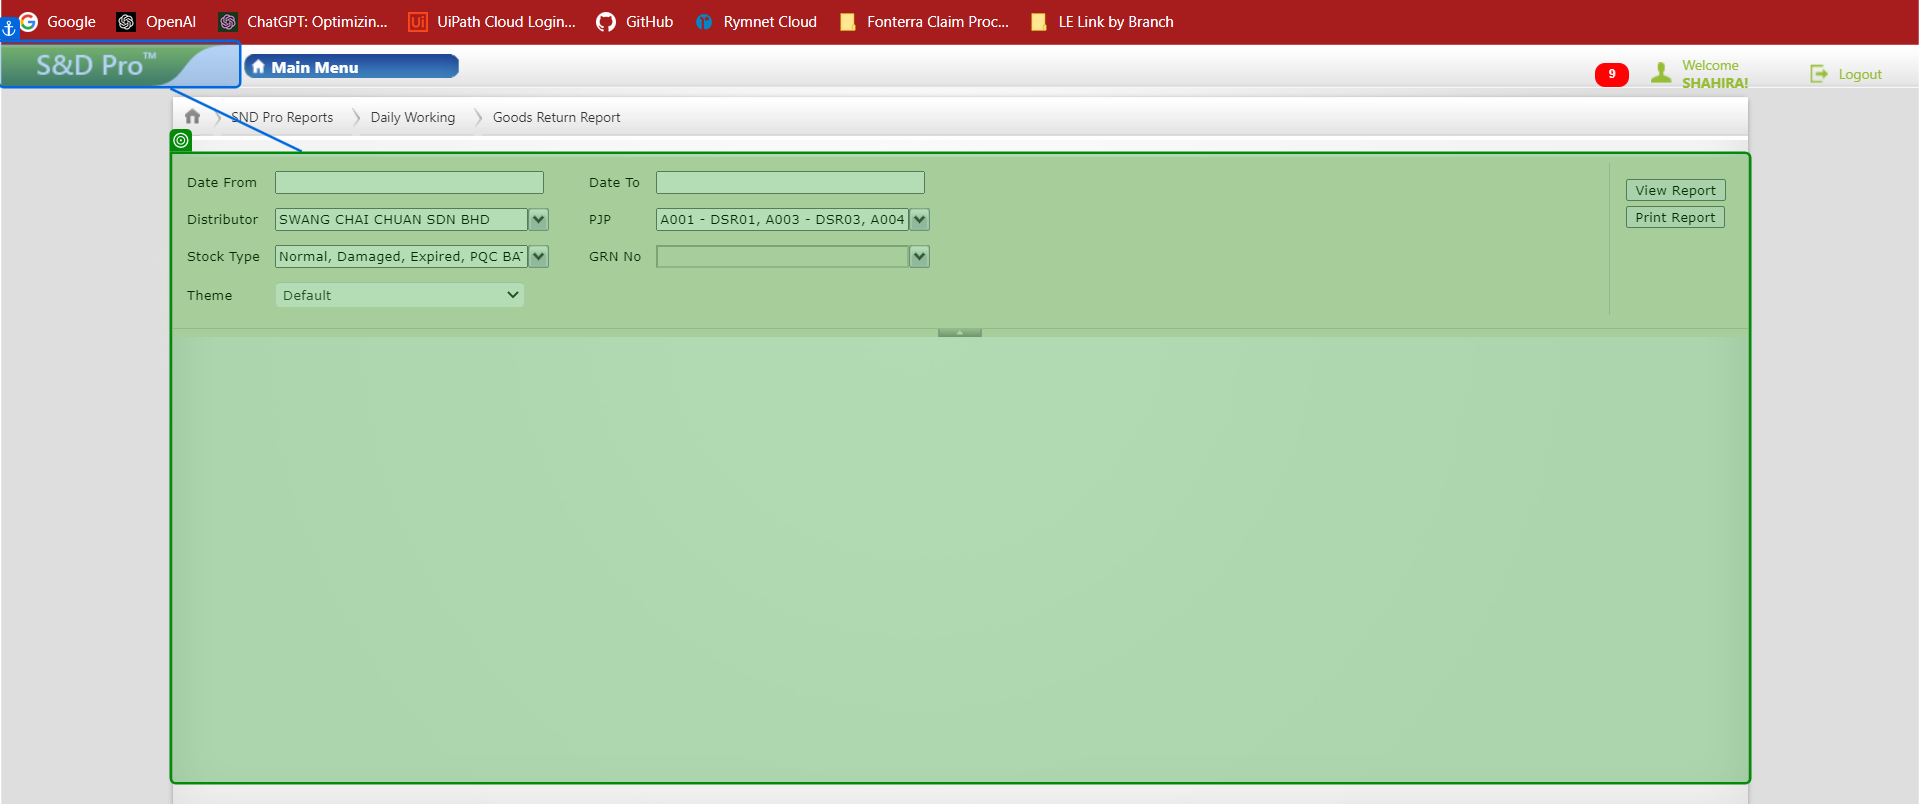 Google OpenAI ChatGPT: Optimizin... UiPath Cloud Login... GitHub Rymnet Cloud Fonterra Claim Proc... LE Link by Branch
S&D Pro™ Main Menu
9 Welcome SHAHIRA! Logout
SND Pro Reports Daily Working Goods Return Report
Date From Date To
View Report
Distributor SWANG CHAI CHUAN SDN BHD PJP A001 - DSR01, A003 - DSR03, A004
Print Report
Stock Type Normal, Damaged, Expired, PQC BAT GRN No
Theme Default